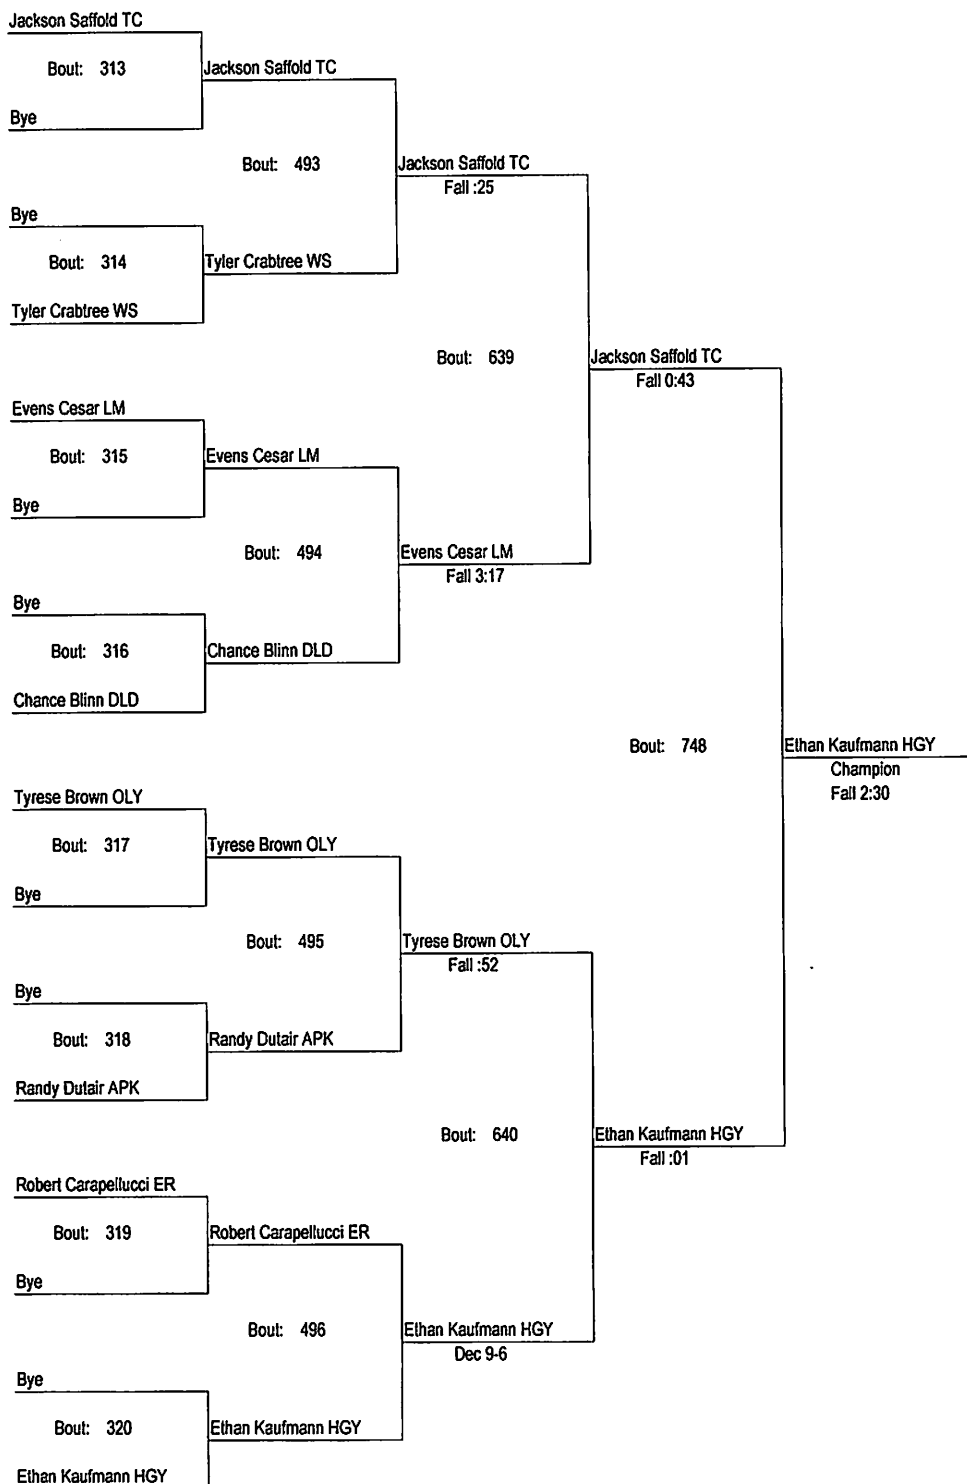 Jackson Saffold TC
Bout: 313
Jackson Saffold TC
Bye
Bout: 493
Jackson Saffold TC
Fall :25
Bye
Bout: 314
Tyler Crabtree WS
Tyler Crabtree WS
Bout: 639
Jackson Saffold TC
Fall 0:43
Evens Cesar LM
Bout: 315
Evens Cesar LM
Bye
Bout: 494
Evens Cesar LM
Fall 3:17
Bye
Bout: 316
Chance Blinn DLD
Chance Blinn DLD
Bout: 748
Ethan Kaufmann HGY
Champion
Fall 2:30
Tyrese Brown OLY
Bout: 317
Tyrese Brown OLY
Bye
Bout: 495
Tyrese Brown OLY
Fall :52
Bye
Bout: 318
Randy Dutair APK
Randy Dutair APK
Bout: 640
Ethan Kaufmann HGY
Fall :01
Robert Carapellucci ER
Bout: 319
Robert Carapellucci ER
Bye
Bout: 496
Ethan Kaufmann HGY
Dec 9-6
Bye
Bout: 320
Ethan Kaufmann HGY
Ethan Kaufmann HGY